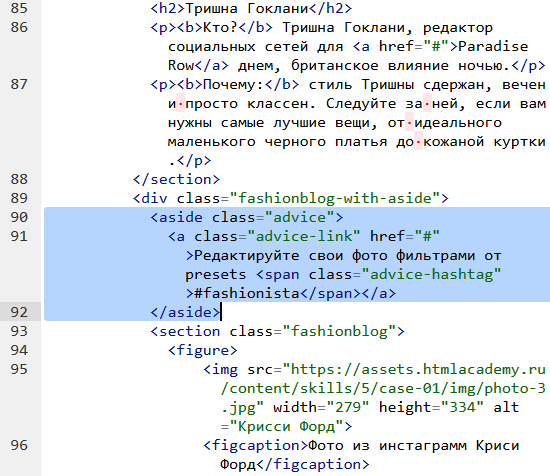 85 <h2>Тришна Гоклани</h2>
86 <p><b>Кто?</b> Тришна Гоклани, редактор
социальных сетей для <a href="#">Paradise
Row</a> днем, британское влияние ночью.</p>
87 <p><b>Почему:</b> стиль Тришны сдержан, вечен
и·просто классен. Следуйте за·ней, если вам
нужны самые лучшие вещи, от·идеального
маленького черного платья до·кожаной куртки
.</p>
88 </section>
89 <div class="fashionblog-with-aside">
90 <aside class="advice">
91 <a class="advice-link" href="#"
>Редактируйте свои фото фильтрами от
presets <span class="advice-hashtag"
>#fashionista</span></a>
92 </aside>
93 <section class="fashionblog">
94 <figure>
95 <img src="https://assets.htmlacademy.ru
/content/skills/5/case-01/img/photo-3
.jpg" width="279" height="334" alt
="Крисси Форд">
96 <figcaption>Фото из инстаграмм Криси
Форд</figcaption>